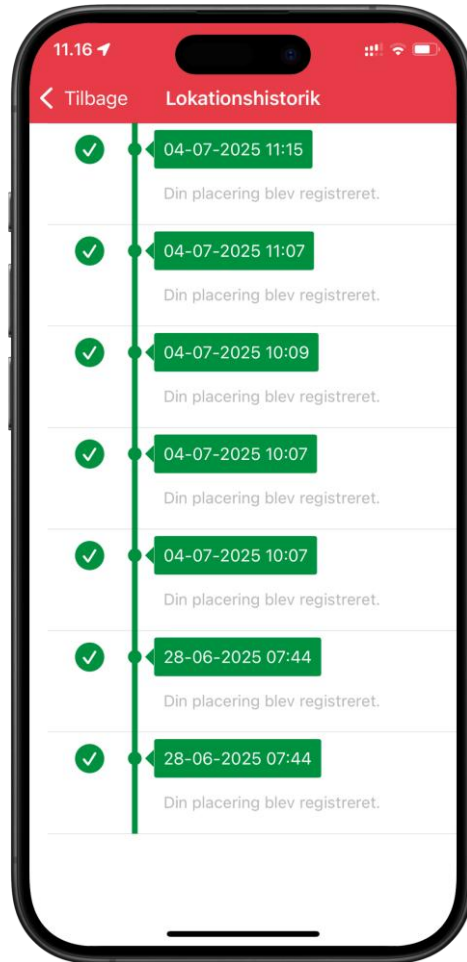 11.16
Tilbage Lokationshistorik
04-07-2025 11:15
Din placering blev registreret.
04-07-2025 11:07
Din placering blev registreret.
04-07-2025 10:09
Din placering blev registreret.
04-07-2025 10:07
Din placering blev registreret.
04-07-2025 10:07
Din placering blev registreret.
28-06-2025 07:44
Din placering blev registreret.
28-06-2025 07:44
Din placering blev registreret.